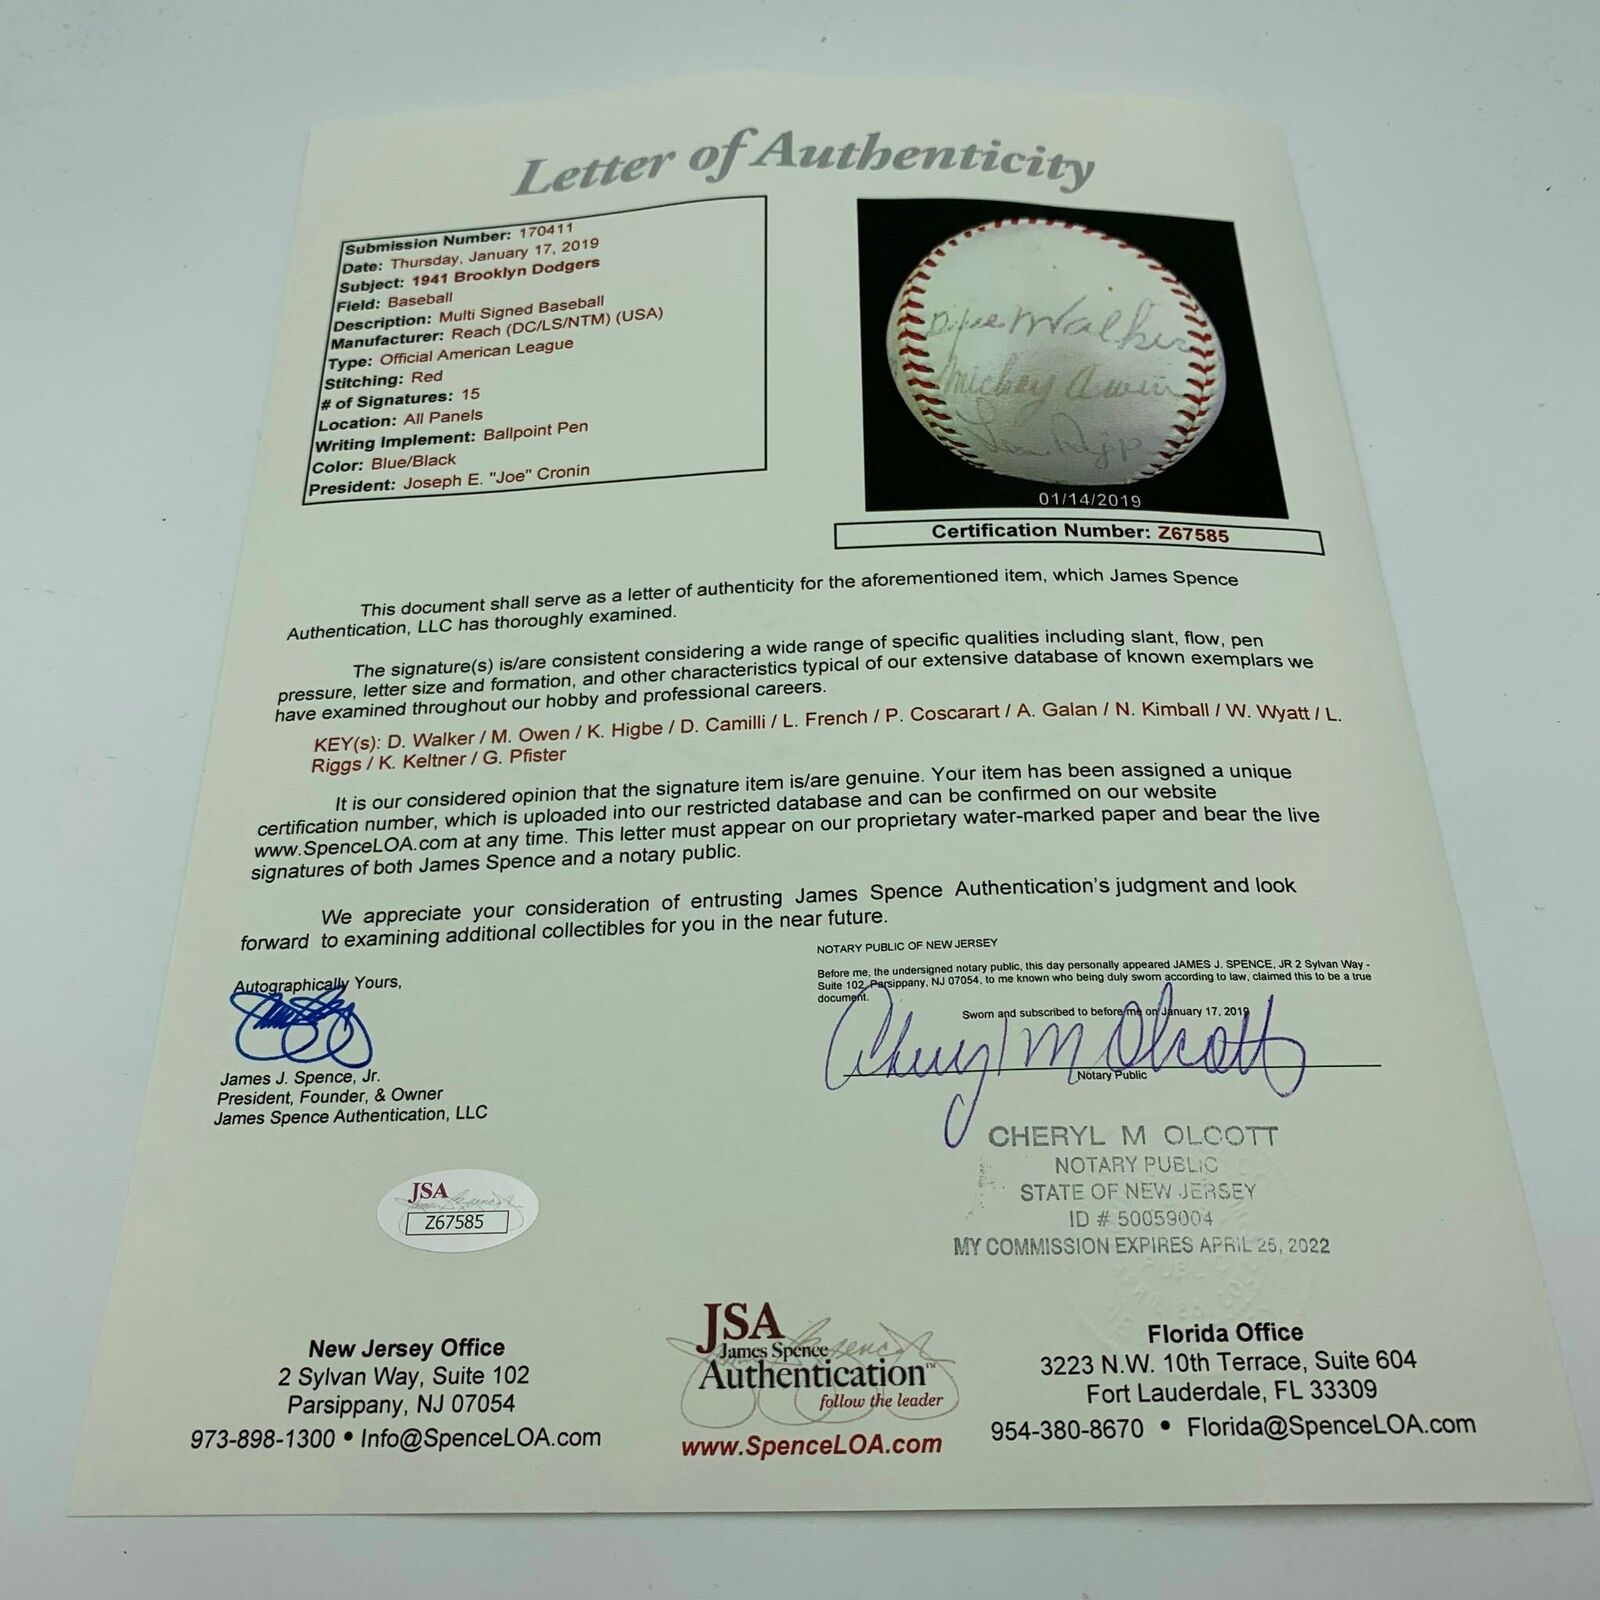 Letter of Authenticity
Submission Number: 170411
Date: Thursday, January 17, 2019
Subject: 1941 Brooklyn Dodgers
Field: Baseball
Description: Multi Signed Baseball
Manufacturer: Reach (DC/LS/NTM) (USA)
Type: Official American League
Stitching: Red
# of Signatures: 15
Location: All Panels
Writing Implement: Ballpoint Pen
Color: Blue/Black
President: Joseph E. "Joe" Cronin
Walker
Mickey Owen
01/14/2019
Certification Number: Z67585
This document shall serve as a letter of authenticity for the aforementioned item, which James Spence
Authentication, LLC has thoroughly examined.
The signature(s) is/are consistent considering a wide range of specific qualities including slant, flow, pen
pressure, letter size and formation, and other characteristics typical of our extensive database of known exemplars we
have examined throughout our hobby and professional careers.
KEY(s): D. Walker / M. Owen / K. Higbe / D. Camilli / L. French / P. Coscarart / A. Galan / N. Kimball / W. Wyatt / L.
Riggs / K. Keltner / G. Pfister
It is our considered opinion that the signature item is/are genuine. Your item has been assigned a unique
certification number, which is uploaded into our restricted database and can be confirmed on our website
www.SpenceLOA.com at any time. This letter must appear on our proprietary water-marked paper and bear the live
signatures of both James Spence and a notary public.
We appreciate your consideration of entrusting James Spence Authentication's judgment and look
forward to examining additional collectibles for you in the near future.
Autographically Yours,
James J. Spence, Jr.
President, Founder, & Owner
James Spence Authentication, LLC
NOTARY PUBLIC OF NEW JERSEY
Before me, the undersigned notary public, this day personally appeared JAMES J. SPENCE, JR 2 Sylvan Way -
Suite 102, Parsippany, NJ 07054, to me known who being duly sworn according to law, claimed this to be a true
document.
Sworn and subscribed to before me on January 17, 2019
Cheryl M Olcott
Notary Public
CHERYL M OLCOTT
NOTARY PUBLIC
STATE OF NEW JERSEY
ID # 50059004
MY COMMISSION EXPIRES APRIL 25, 2022
JSA
Z67585
New Jersey Office
2 Sylvan Way, Suite 102
Parsippany, NJ 07054
973-898-1300 • Info@SpenceLOA.com
JSA
James Spence
Authentication™
follow the leader
www.SpenceLOA.com
Florida Office
3223 N.W. 10th Terrace, Suite 604
Fort Lauderdale, FL 33309
954-380-8670 • Florida@SpenceLOA.com